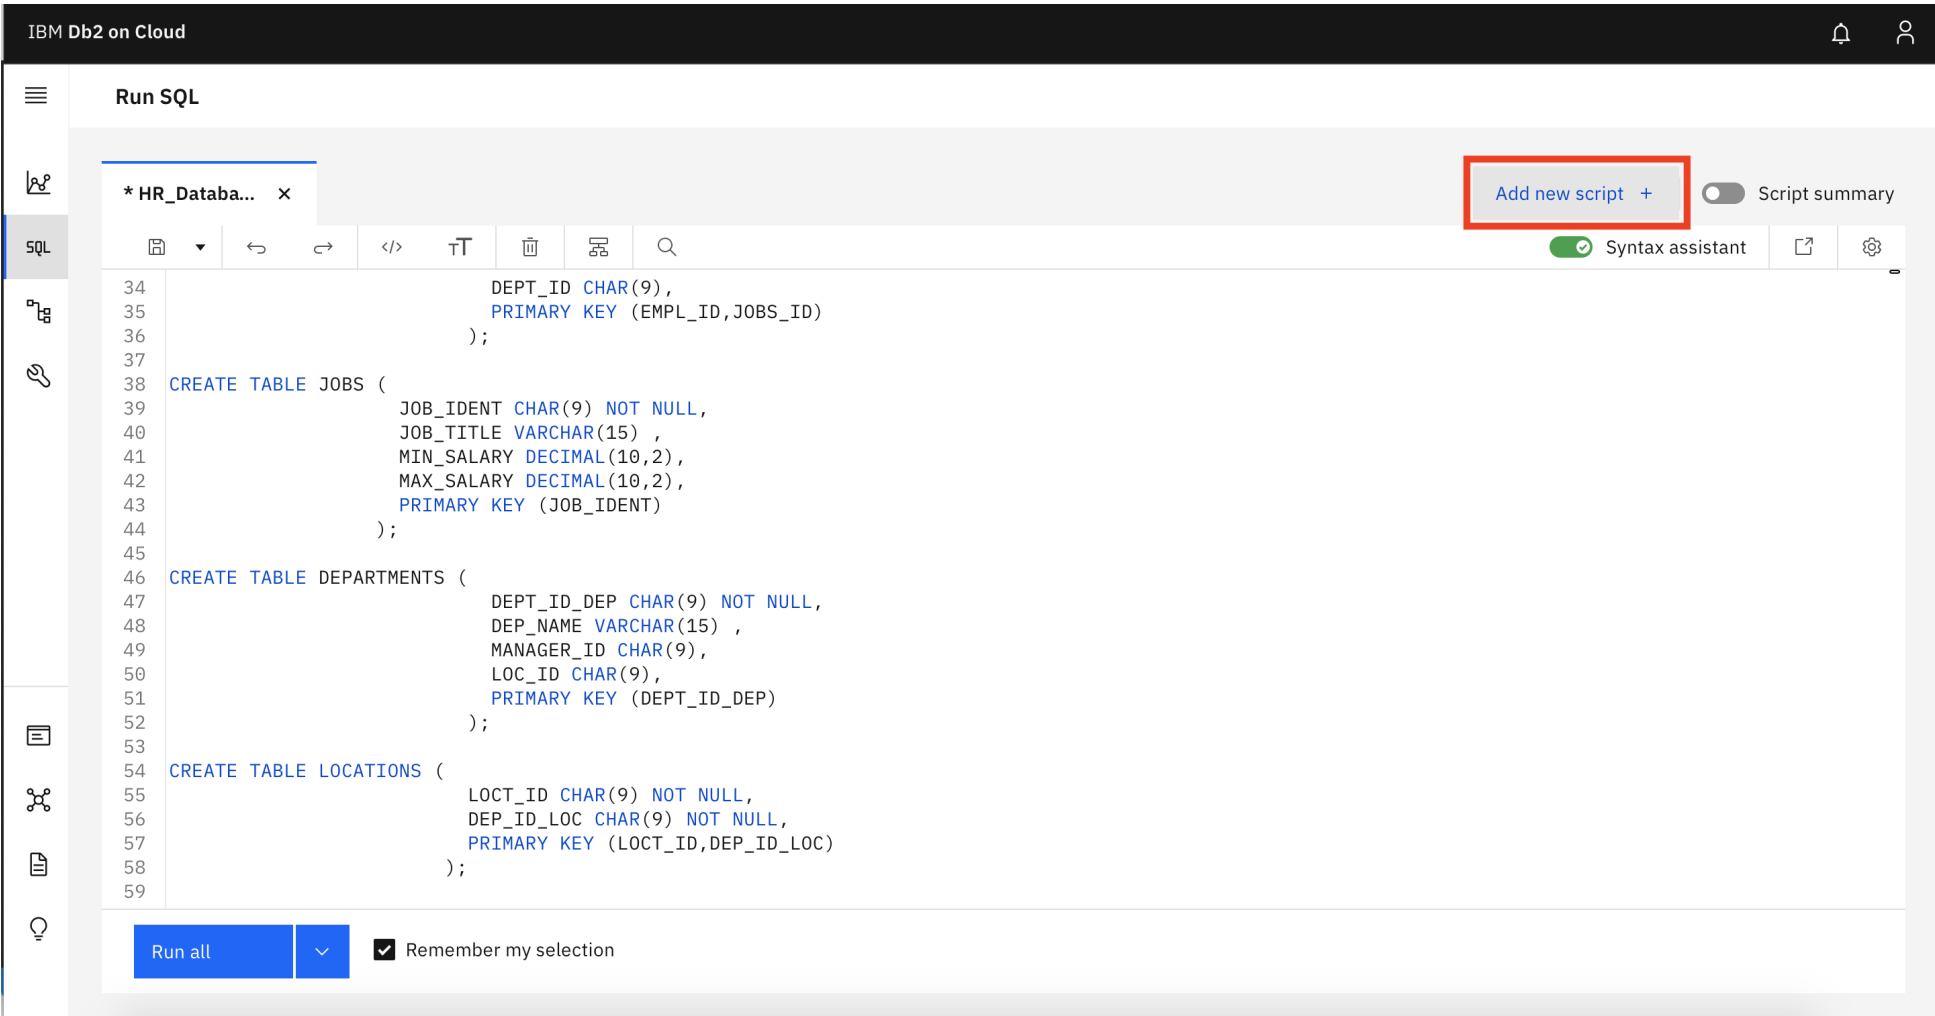 IBM Db2 on Cloud
Run SQL
* HR_Databa...
Add new script +
Script summary
SQL
Syntax assistant
34 DEPT_ID CHAR(9),
35 PRIMARY KEY (EMPL_ID,JOBS_ID)
36 );
37
38 CREATE TABLE JOBS (
39 JOB_IDENT CHAR(9) NOT NULL,
40 JOB_TITLE VARCHAR(15) ,
41 MIN_SALARY DECIMAL(10,2),
42 MAX_SALARY DECIMAL(10,2),
43 PRIMARY KEY (JOB_IDENT)
44 );
45
46 CREATE TABLE DEPARTMENTS (
47 DEPT_ID_DEP CHAR(9) NOT NULL,
48 DEP_NAME VARCHAR(15) ,
49 MANAGER_ID CHAR(9),
50 LOC_ID CHAR(9),
51 PRIMARY KEY (DEPT_ID_DEP)
52 );
53
54 CREATE TABLE LOCATIONS (
55 LOCT_ID CHAR(9) NOT NULL,
56 DEP_ID_LOC CHAR(9) NOT NULL,
57 PRIMARY KEY (LOCT_ID,DEP_ID_LOC)
58 );
59
Run all
Remember my selection